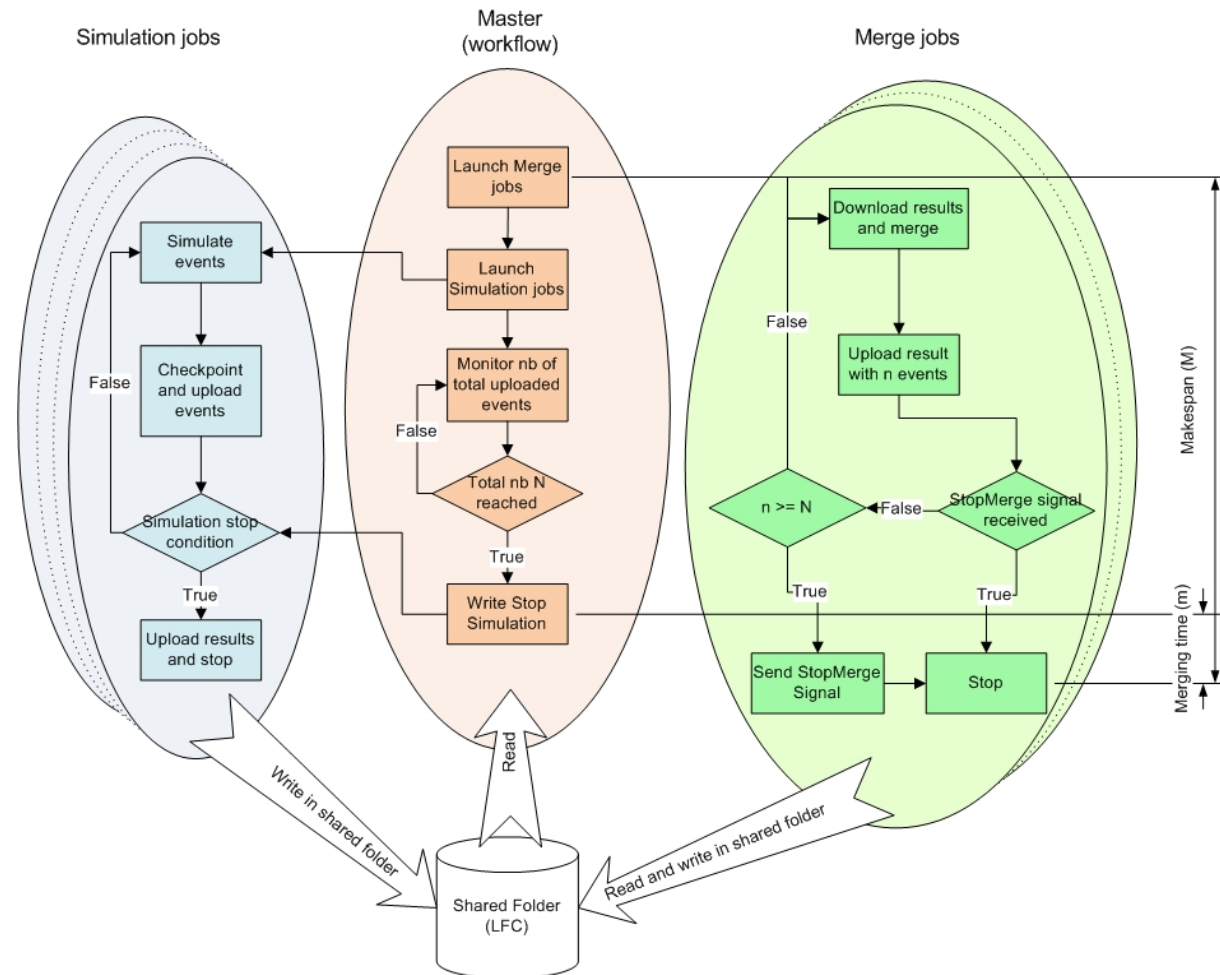 Simulation jobs
Master
(workflow)
Merge jobs
Simulate
events
Checkpoint
and upload
events
False
Simulation stop
condition
True
Upload results
and stop
Launch Merge
jobs
Launch
Simulation jobs
Monitor nb of
total uploaded
events
False
Total nb N
reached
True
Write Stop
Simulation
Download results
and merge
False
Upload result
with n events
n >= N
False
StopMerge signal
received
True
True
Send StopMerge
Signal
Stop
Makespan (M)
Merging time (m)
Write in shared folder
Read
Read and write in shared folder
Shared Folder
(LFC)